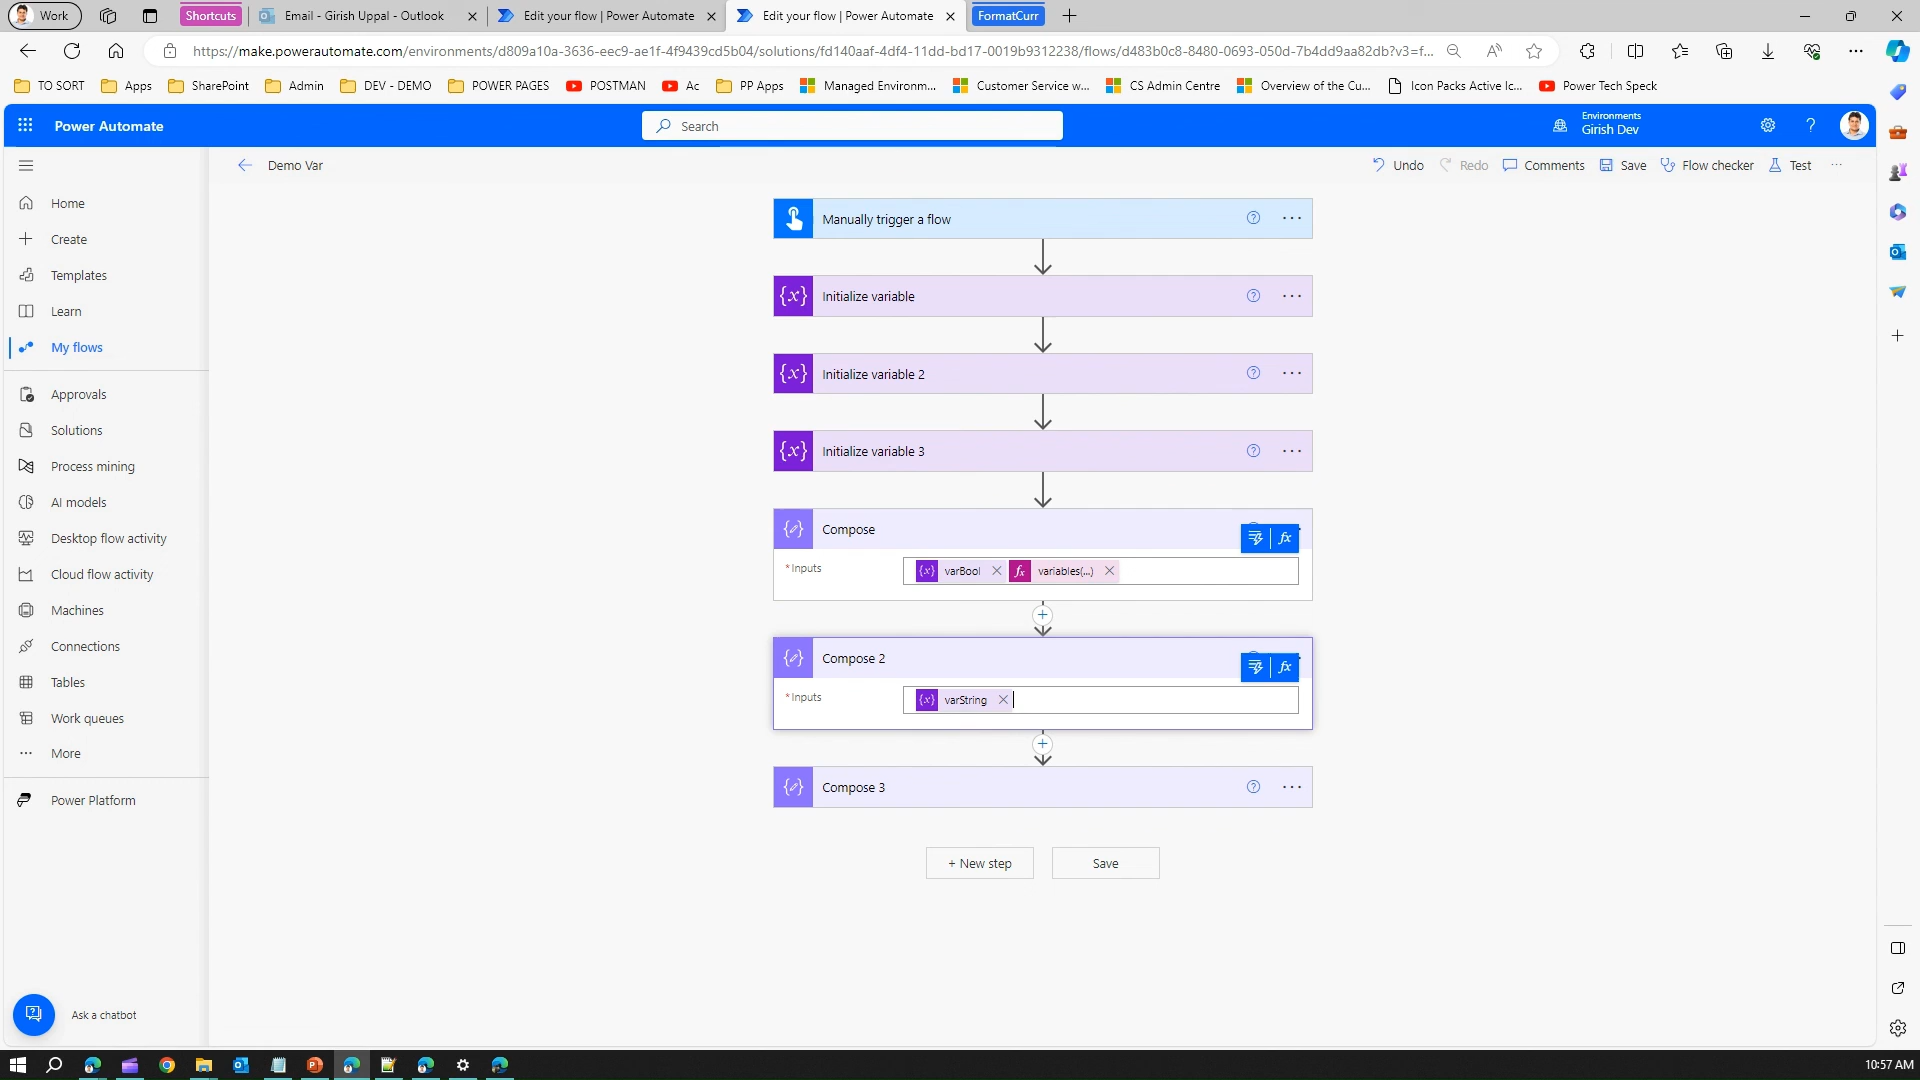 Work
Shortcuts
Email - Girish Uppal - Outlook
Edit your flow | Power Automate
Edit your flow | Power Automate
FormatCurr
https://make.powerautomate.com/environments/d809a10a-3636-eec9-ae1f-4f9439cd5b04/solutions/fd140aaf-4df4-11dd-bd17-0019b9312238/flows/d483b0c8-8480-0693-050d-7b4dd9aa82db?v3=f...
TO SORT
Apps
SharePoint
Admin
DEV - DEMO
POWER PAGES
POSTMAN
Ac
PP Apps
Managed Environm...
Customer Service w...
CS Admin Centre
Overview of the Cu...
Icon Packs Active Ic...
Power Tech Speck
Power Automate
Search
Environments
Girish Dev
Demo Var
Undo
Redo
Comments
Save
Flow checker
Test
Home
Create
Templates
Learn
My flows
Approvals
Solutions
Process mining
AI models
Desktop flow activity
Cloud flow activity
Machines
Connections
Tables
Work queues
More
Power Platform
Ask a chatbot
Manually trigger a flow
Initialize variable
Initialize variable 2
Initialize variable 3
Compose
fx
* Inputs
varBool
fx
variables(...)
Compose 2
fx
* Inputs
varString
Compose 3
+ New step
Save
10:57 AM